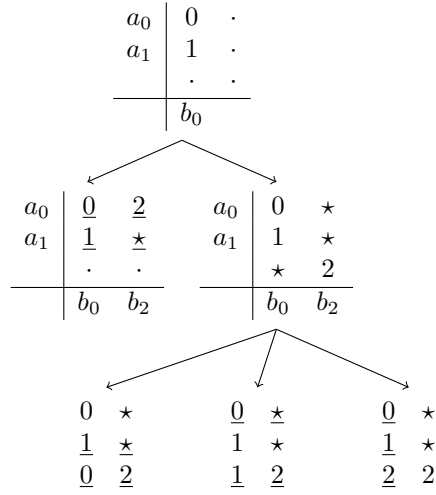 a₀ 0 ·
a₁ 1 ·
· ·
b₀
a₀ 0 2
a₁ 1 ⋆
· ·
b₀ b₂
a₀ 0 ⋆
a₁ 1 ⋆
⋆ 2
b₀ b₂
0 ⋆
1 ⋆
0 2
0 ⋆
1 ⋆
1 2
0 ⋆
1 ⋆
2 2